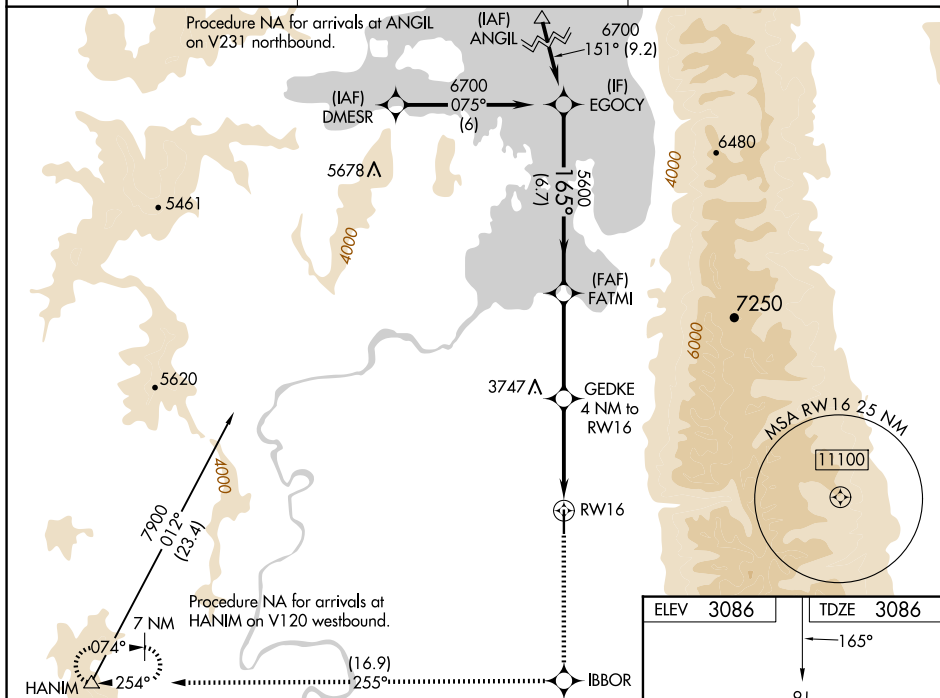 Procedure NA for arrivals at ANGIL
on V231 northbound.
(IAF)
ANGIL
6700
151° (9.2)
(IAF)
DMESR
6700
075°
(6)
(IF)
EGOCY
5600
165°
(6.7)
5678
4000
5461
6480
4000
(FAF)
FATMI
7250
6000
5620
3747
GEDKE
4 NM to
RW16
MSA RW16 25 NM
11100
4000
RW16
7900
012°
(23.4)
Procedure NA for arrivals at
HANIM on V120 westbound.
7 NM
074°
254°
HANIM
(16.9)
255°
IBBOR
ELEV 3086
TDZE 3086
165°